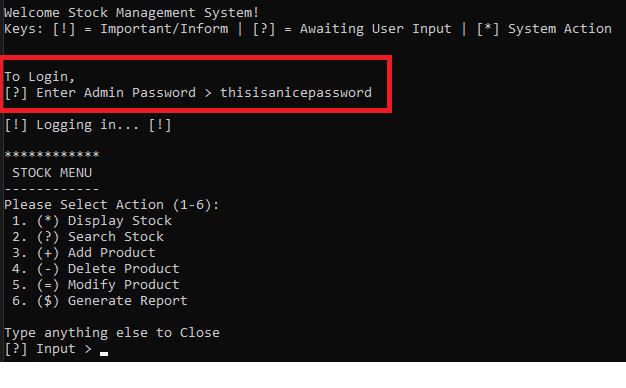 Welcome Stock Management System!
Keys: [!] = Important/Inform | [?] = Awaiting User Input | [*] System Action
To Login,
[?] Enter Admin Password > thisisanicepassword
[!] Logging in... [!]
************
STOCK MENU
------------
Please Select Action (1-6):
1. (*) Display Stock
2. (?) Search Stock
3. (+) Add Product
4. (-) Delete Product
5. (=) Modify Product
6. ($) Generate Report
Type anything else to Close
[?] Input > _